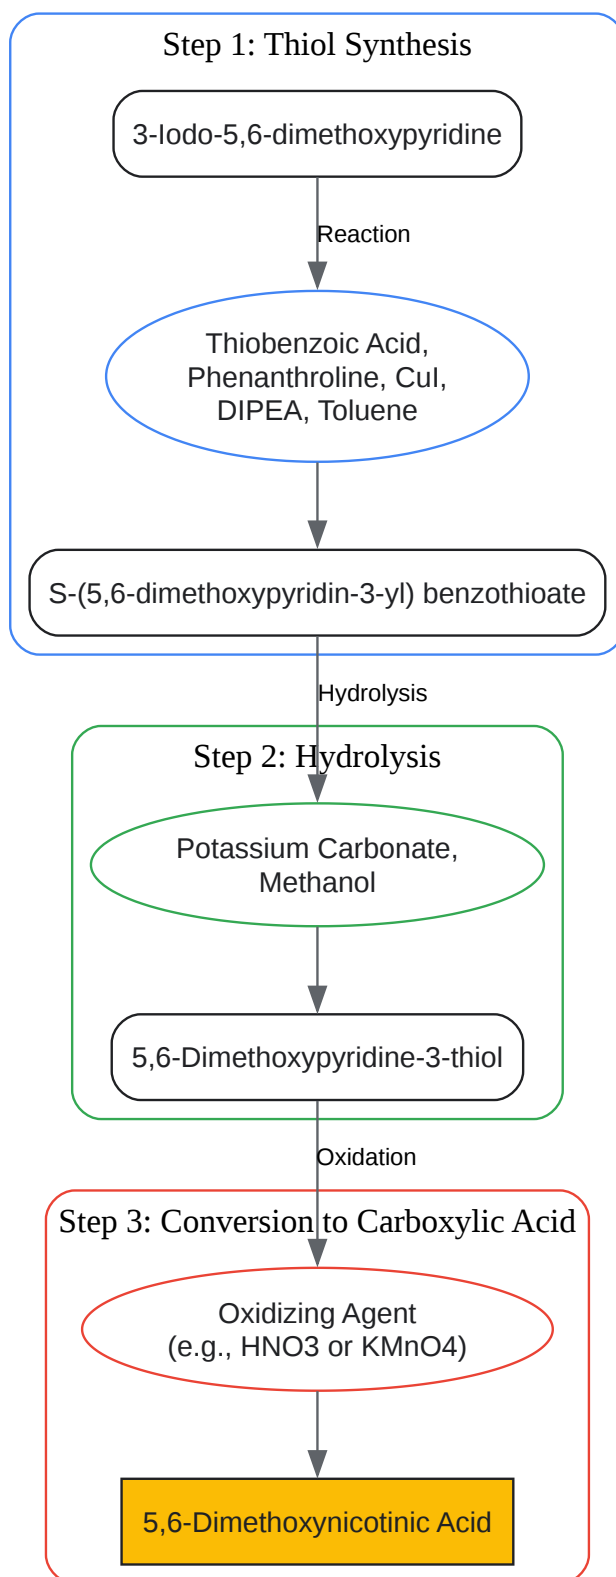 Step 1: Thiol Synthesis
3-Iodo-5,6-dimethoxypyridine
Reaction
Thiobenzoic Acid,
Phenanthroline, CuI,
DIPEA, Toluene
S-(5,6-dimethoxypyridin-3-yl) benzothioate
Hydrolysis
Step 2: Hydrolysis
Potassium Carbonate,
Methanol
5,6-Dimethoxypyridine-3-thiol
Oxidation
Step 3: Conversion to Carboxylic Acid
Oxidizing Agent
(e.g., HNO3 or KMnO4)
5,6-Dimethoxynicotinic Acid